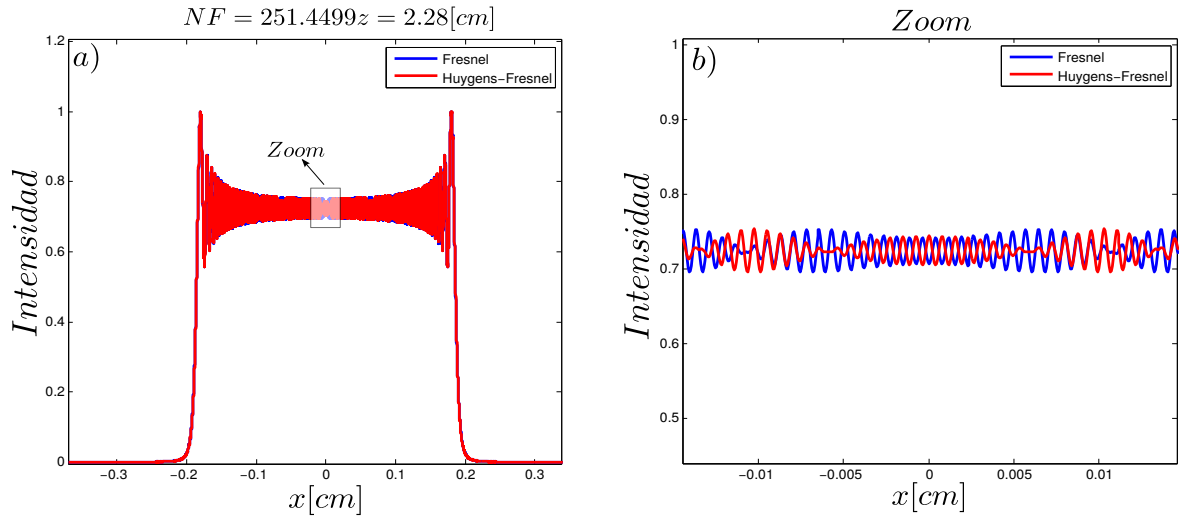 NF = 251.4499z = 2.28[cm]
a)
Fresnel
Huygens−Fresnel
Zoom
Intensidad
1.2
1
0.8
0.6
0.4
0.2
0
−0.3 −0.2 −0.1 0 0.1 0.2 0.3
x[cm]
Zoom
b)
Fresnel
Huygens−Fresnel
Intensidad
1
0.9
0.8
0.7
0.6
0.5
−0.01 −0.005 0 0.005 0.01
x[cm]